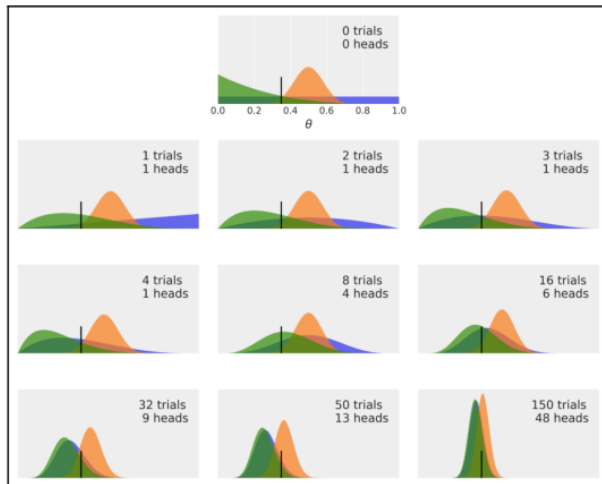 0 trials
0 heads
0.0 0.2 0.4 0.6 0.8 1.0
θ
1 trials
1 heads
2 trials
1 heads
3 trials
1 heads
4 trials
1 heads
8 trials
4 heads
16 trials
6 heads
32 trials
9 heads
50 trials
13 heads
150 trials
48 heads